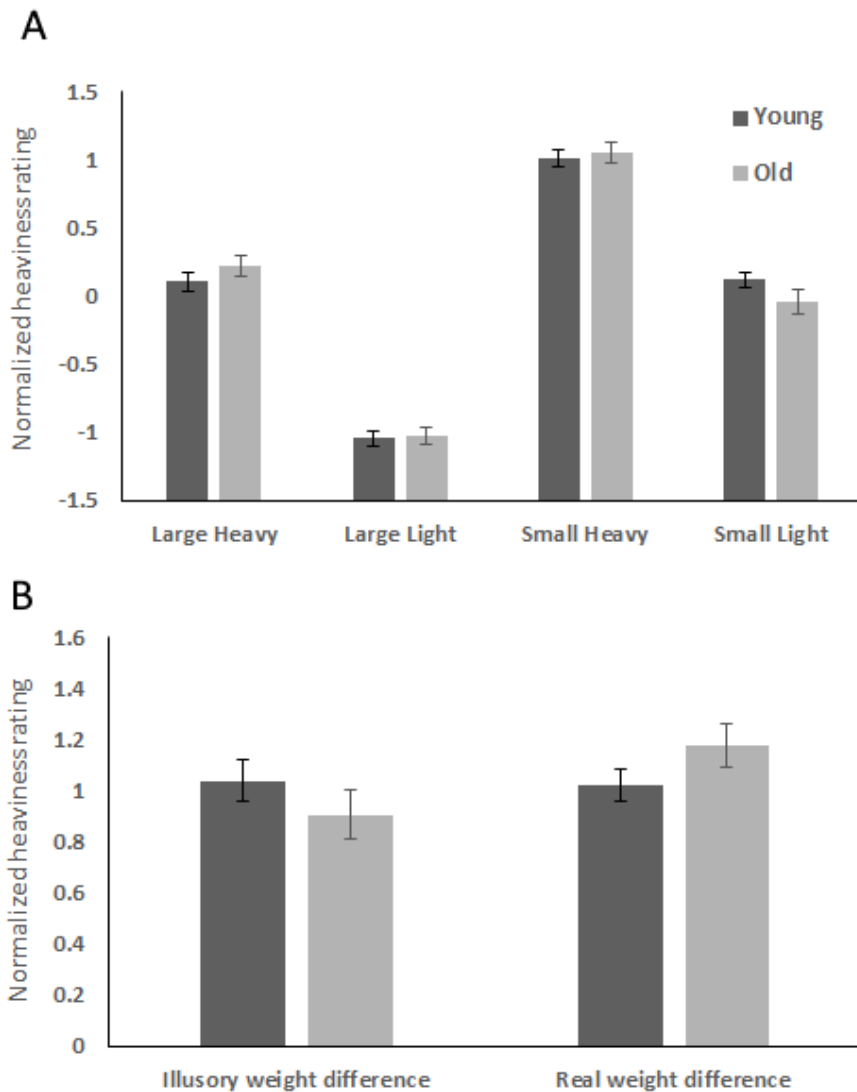 A
Normalized heaviness rating
1.5
1
0.5
0
-0.5
-1
-1.5
Young
Old
Large Heavy
Large Light
Small Heavy
Small Light
B
Normalized heaviness rating
1.6
1.4
1.2
1
0.8
0.6
0.4
0.2
0
Illusory weight difference
Real weight difference